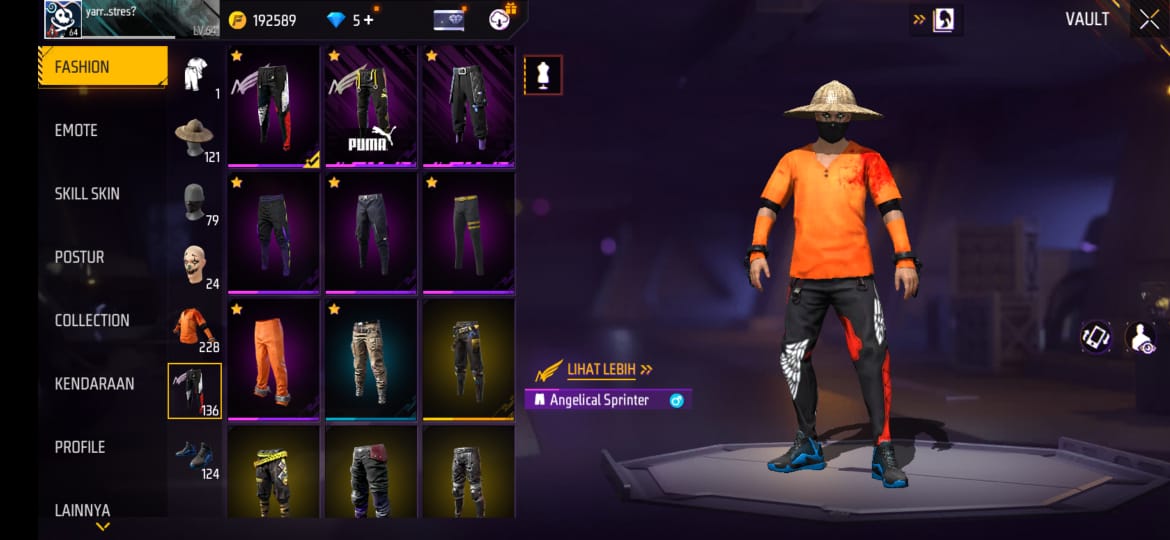 yarr..stres?
64
LV.64
192589
5 +
VAULT
FASHION
EMOTE
SKILL SKIN
POSTUR
COLLECTION
KENDARAAN
PROFILE
LAINNYA
1
121
79
24
228
136
124
PUMA
LIHAT LEBIH >>
Angelical Sprinter